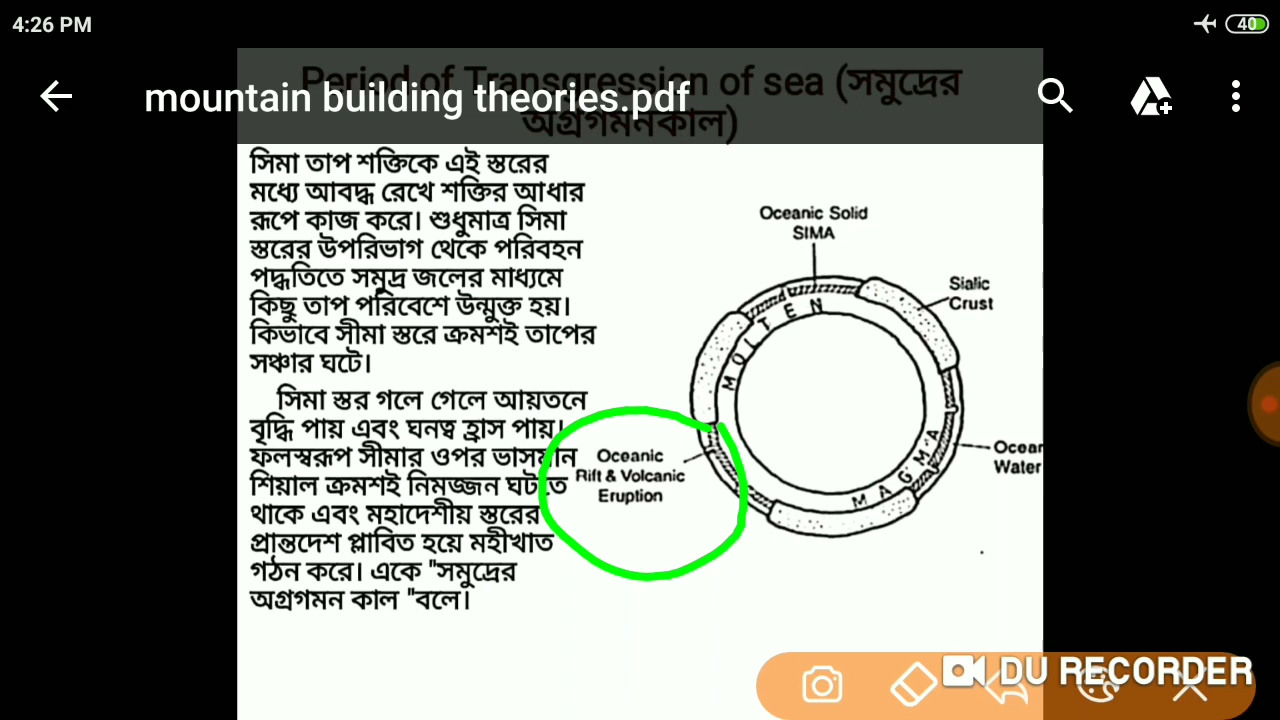 4:26 PM
40
Period of Transgression of sea (সমুদ্রের
অগ্রগমনকাল)
mountain building theories.pdf
সিমা তাপ শক্তিকে এই স্তরের
মধ্যে আবদ্ধ রেখে শক্তির আধার
রূপে কাজ করে। শুধুমাত্র সিমা
স্তরের উপরিভাগ থেকে পরিবহন
পদ্ধতিতে সমুদ্র জলের মাধ্যমে
কিছু তাপ পরিবেশে উন্মুক্ত হয়।
কিভাবে সীমা স্তরে ক্রমশই তাপের
সঞ্চার ঘটে।
সিমা স্তর গলে গেলে আয়তনে
বৃদ্ধি পায় এবং ঘনত্ব হ্রাস পায়।
ফলস্বরূপ সীমার ওপর ভাসমান
শিয়াল ক্রমশই নিমজ্জন ঘটতে
থাকে এবং মহাদেশীয় স্তরের
প্রান্তদেশ প্লাবিত হয়ে মহীখাত
গঠন করে। একে "সমুদ্রের
অগ্রগমন কাল "বলে।
Oceanic Solid
SIMA
Sialic
Crust
MOLTEN
Oceanic
Rift & Volcanic
Eruption
Ocean
Water
MAGMA
DU RECORDER